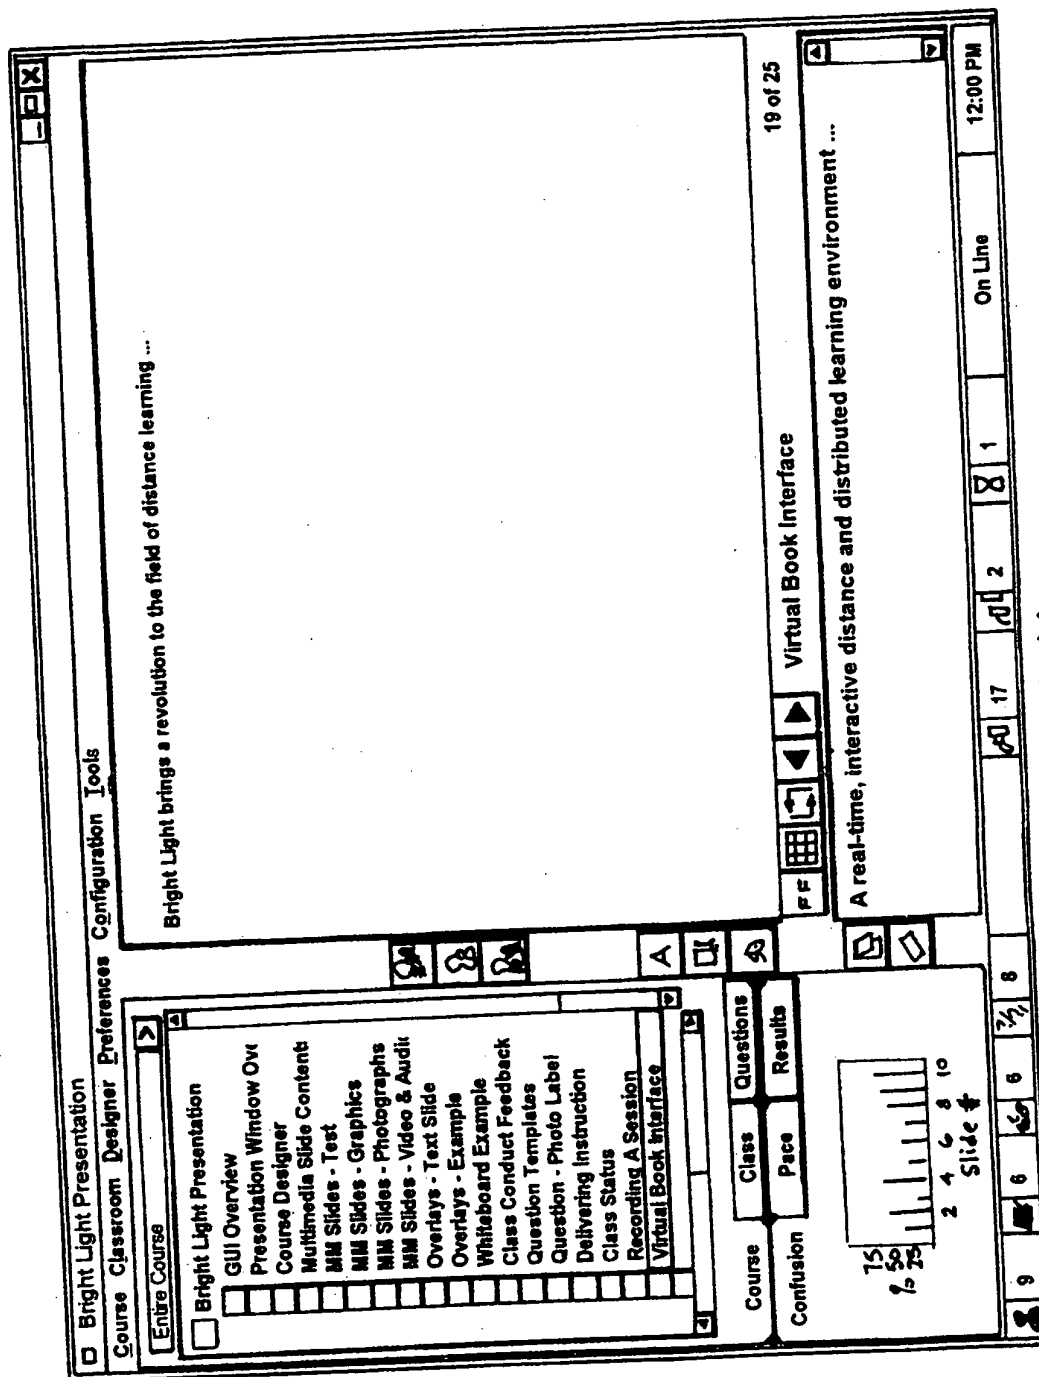 Bright Light Presentation
Course Classroom Designer Preferences Configuration Tools
Entire Course
Bright Light Presentation
GUI Overview
Presentation Window Ove
Course Designer
Multimedia Slide Content
MM Slides - Test
MM Slides - Graphics
MM Slides - Photographs
MM Slides - Video & Audio
Overlays - Text Slide
Overlays - Example
Whiteboard Example
Class Conduct Feedback
Question Templates
Question - Photo Label
Delivering Instruction
Class Status
Recording A Session
Virtual Book Interface
Bright Light brings a revolution to the field of distance learning ...
A
FF
Virtual Book Interface
19 of 25
Course Class Questions
Confusion Pace Results
75
50
% 25
2 4 6 8 10
Slide #
A real-time, interactive distance and distributed learning environment ...
9 6 6 8 17 2 1 On Line 12:00 PM